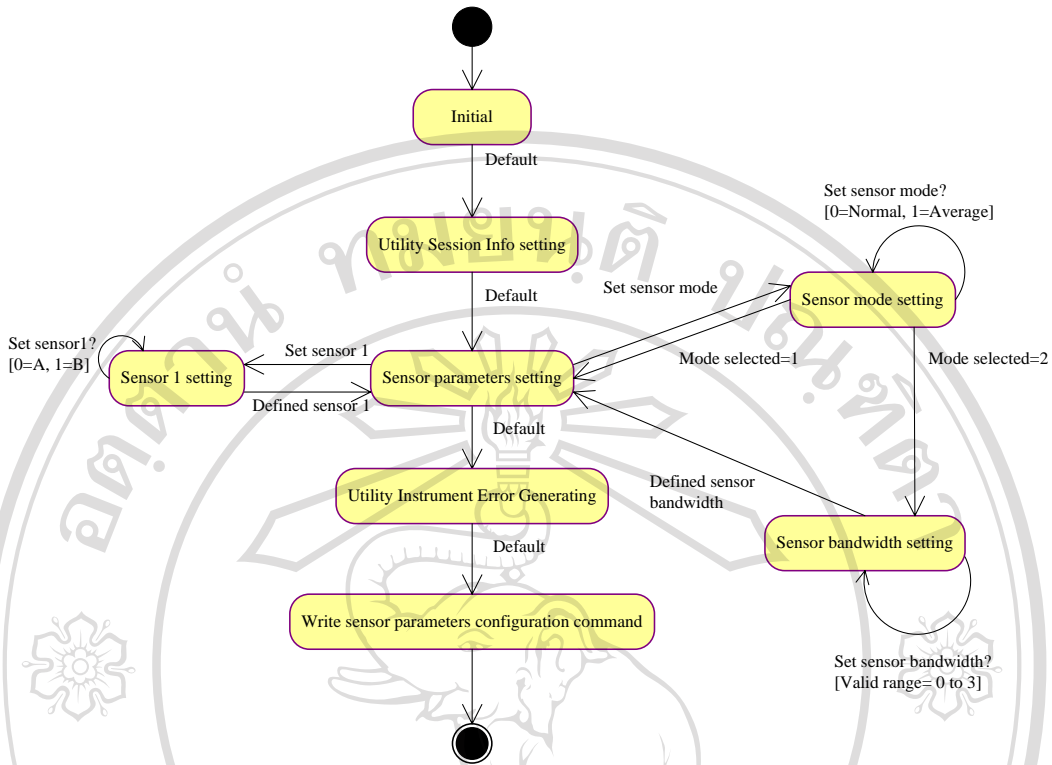 Initial
Default
Set sensor mode?
[0=Normal, 1=Average]
Utility Session Info setting
Default
Set sensor mode
Sensor mode setting
Set sensor1?
[0=A, 1=B]
Set sensor 1
Mode selected=1
Mode selected=2
Sensor 1 setting
Sensor parameters setting
Defined sensor 1
Default
Utility Instrument Error Generating
Defined sensor
bandwidth
Default
Sensor bandwidth setting
Write sensor parameters configuration command
Set sensor bandwidth?
[Valid range= 0 to 3]